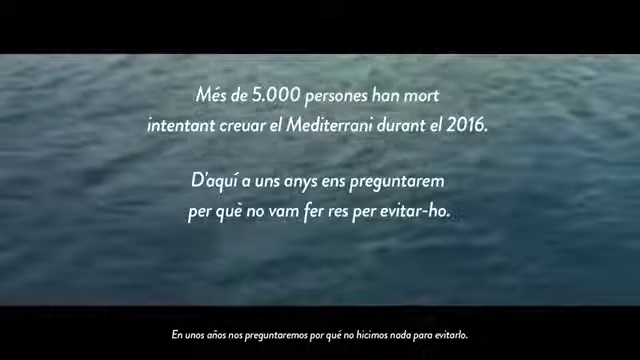 Més de 5.000 persones han mort
intentant creuar el Mediterrani durant el 2016.
D'aquí a uns anys ens preguntarem
per què no vam fer res per evitar-ho.
En unos años nos preguntaremos por qué no hicimos nada para evitarlo.